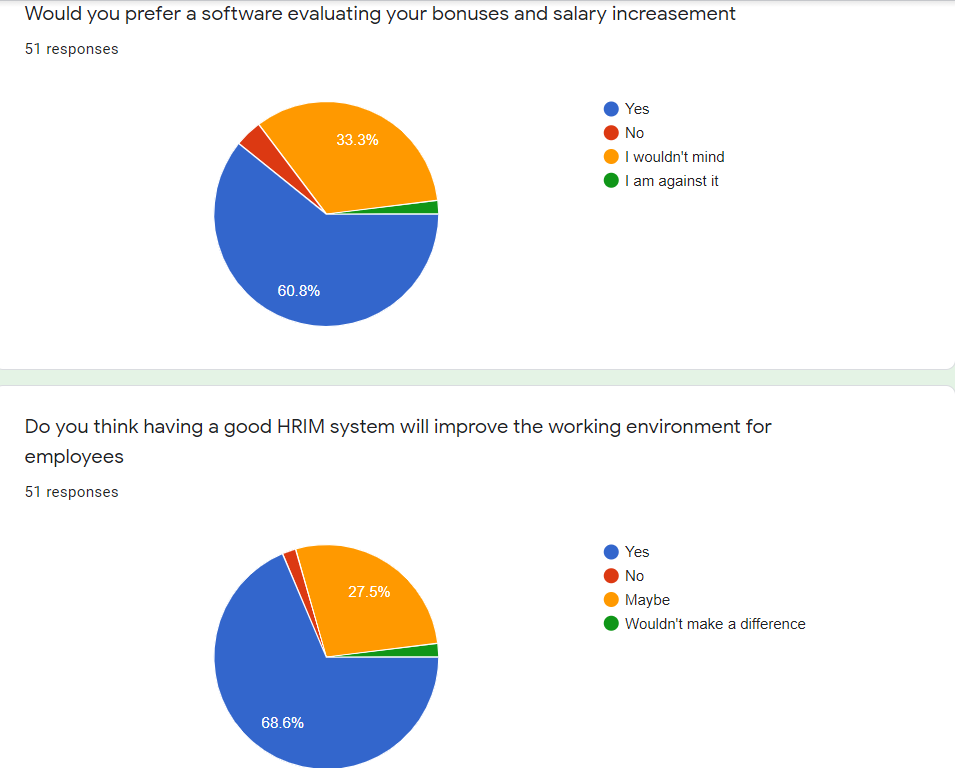 Would you prefer a software evaluating your bonuses and salary increasement
51 responses
Yes
No
I wouldn't mind
I am against it
33.3%
60.8%
Do you think having a good HRIM system will improve the working environment for
employees
51 responses
Yes
No
Maybe
Wouldn't make a difference
27.5%
68.6%